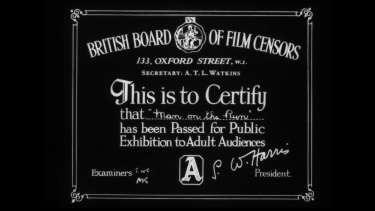 BRITISH BOARD OF FILM CENSORS
133, OXFORD STREET, W.1.
SECRETARY: A.T.L. WATKINS
This is to Certify
that "Man on the Run"
has been Passed for Public
Exhibition to Adult Audiences
Examiners
A
S. W. Harris
President.